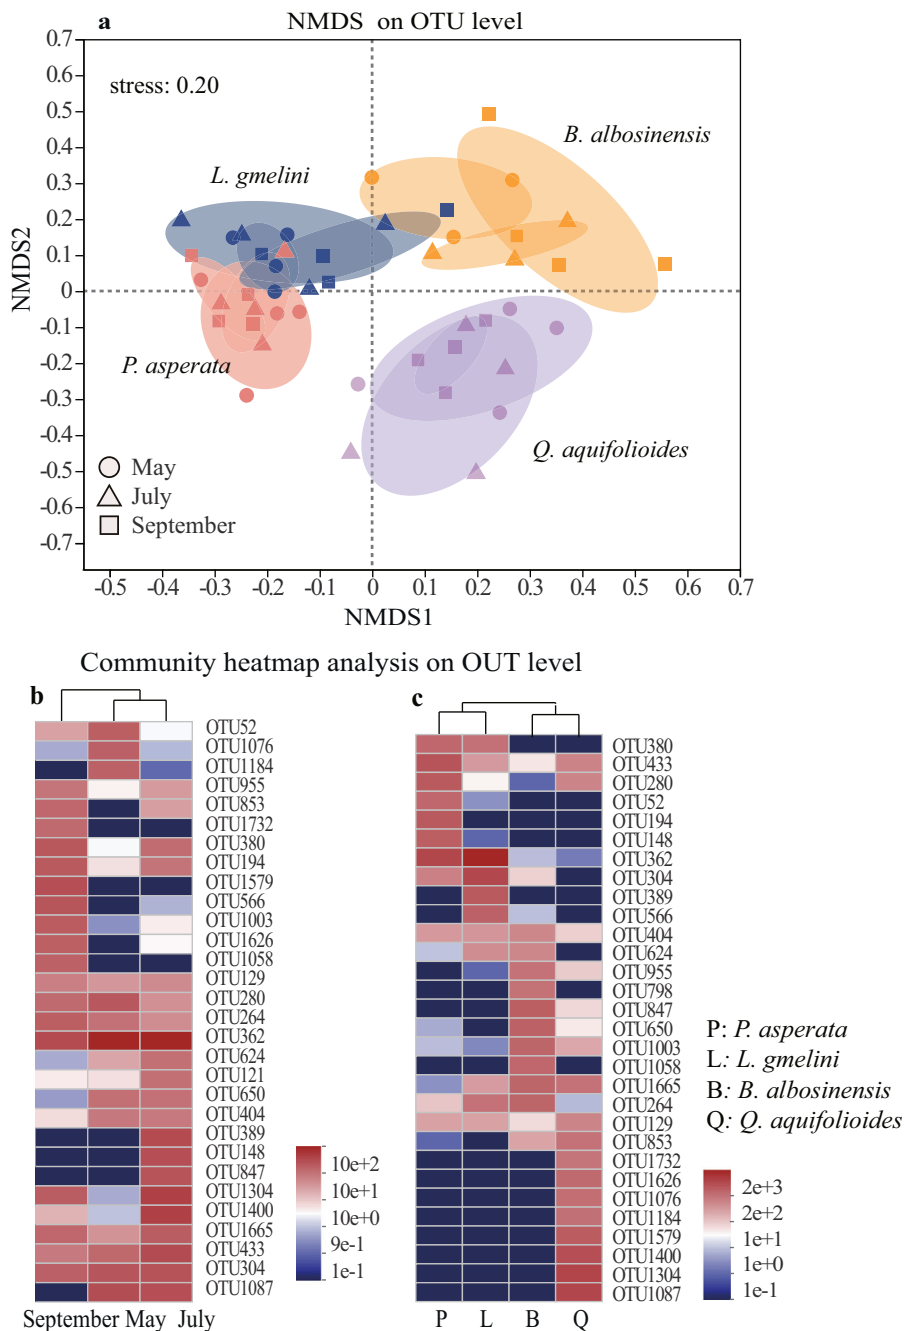 a
NMDS on OTU level
0.7
0.6
0.5
0.4
0.3
0.2
0.1
0
-0.1
-0.2
-0.3
-0.4
-0.5
-0.6
-0.7
NMDS2
stress: 0.20
B. albosinensis
L. gmelini
P. asperata
Q. aquifolioides
May
July
September
-0.5 -0.4 -0.3 -0.2 -0.1 0 0.1 0.2 0.3 0.4 0.5 0.6 0.7
NMDS1
Community heatmap analysis on OUT level
b
OTU52
OTU1076
OTU1184
OTU955
OTU853
OTU1732
OTU380
OTU194
OTU1579
OTU566
OTU1003
OTU1626
OTU1058
OTU129
OTU280
OTU264
OTU362
OTU624
OTU121
OTU650
OTU404
OTU389
OTU148
OTU847
OTU1304
OTU1400
OTU1665
OTU433
OTU304
OTU1087
September May July
10e+2
10e+1
10e+0
9e-1
1e-1
c
OTU380
OTU433
OTU280
OTU52
OTU194
OTU148
OTU362
OTU304
OTU389
OTU566
OTU404
OTU624
OTU955
OTU798
OTU847
OTU650
OTU1003
OTU1058
OTU1665
OTU264
OTU129
OTU853
OTU1732
OTU1626
OTU1076
OTU1184
OTU1579
OTU1400
OTU1304
OTU1087
P L B Q
P: P. asperata
L: L. gmelini
B: B. albosinensis
Q: Q. aquifolioides
2e+3
2e+2
1e+1
1e+0
1e-1